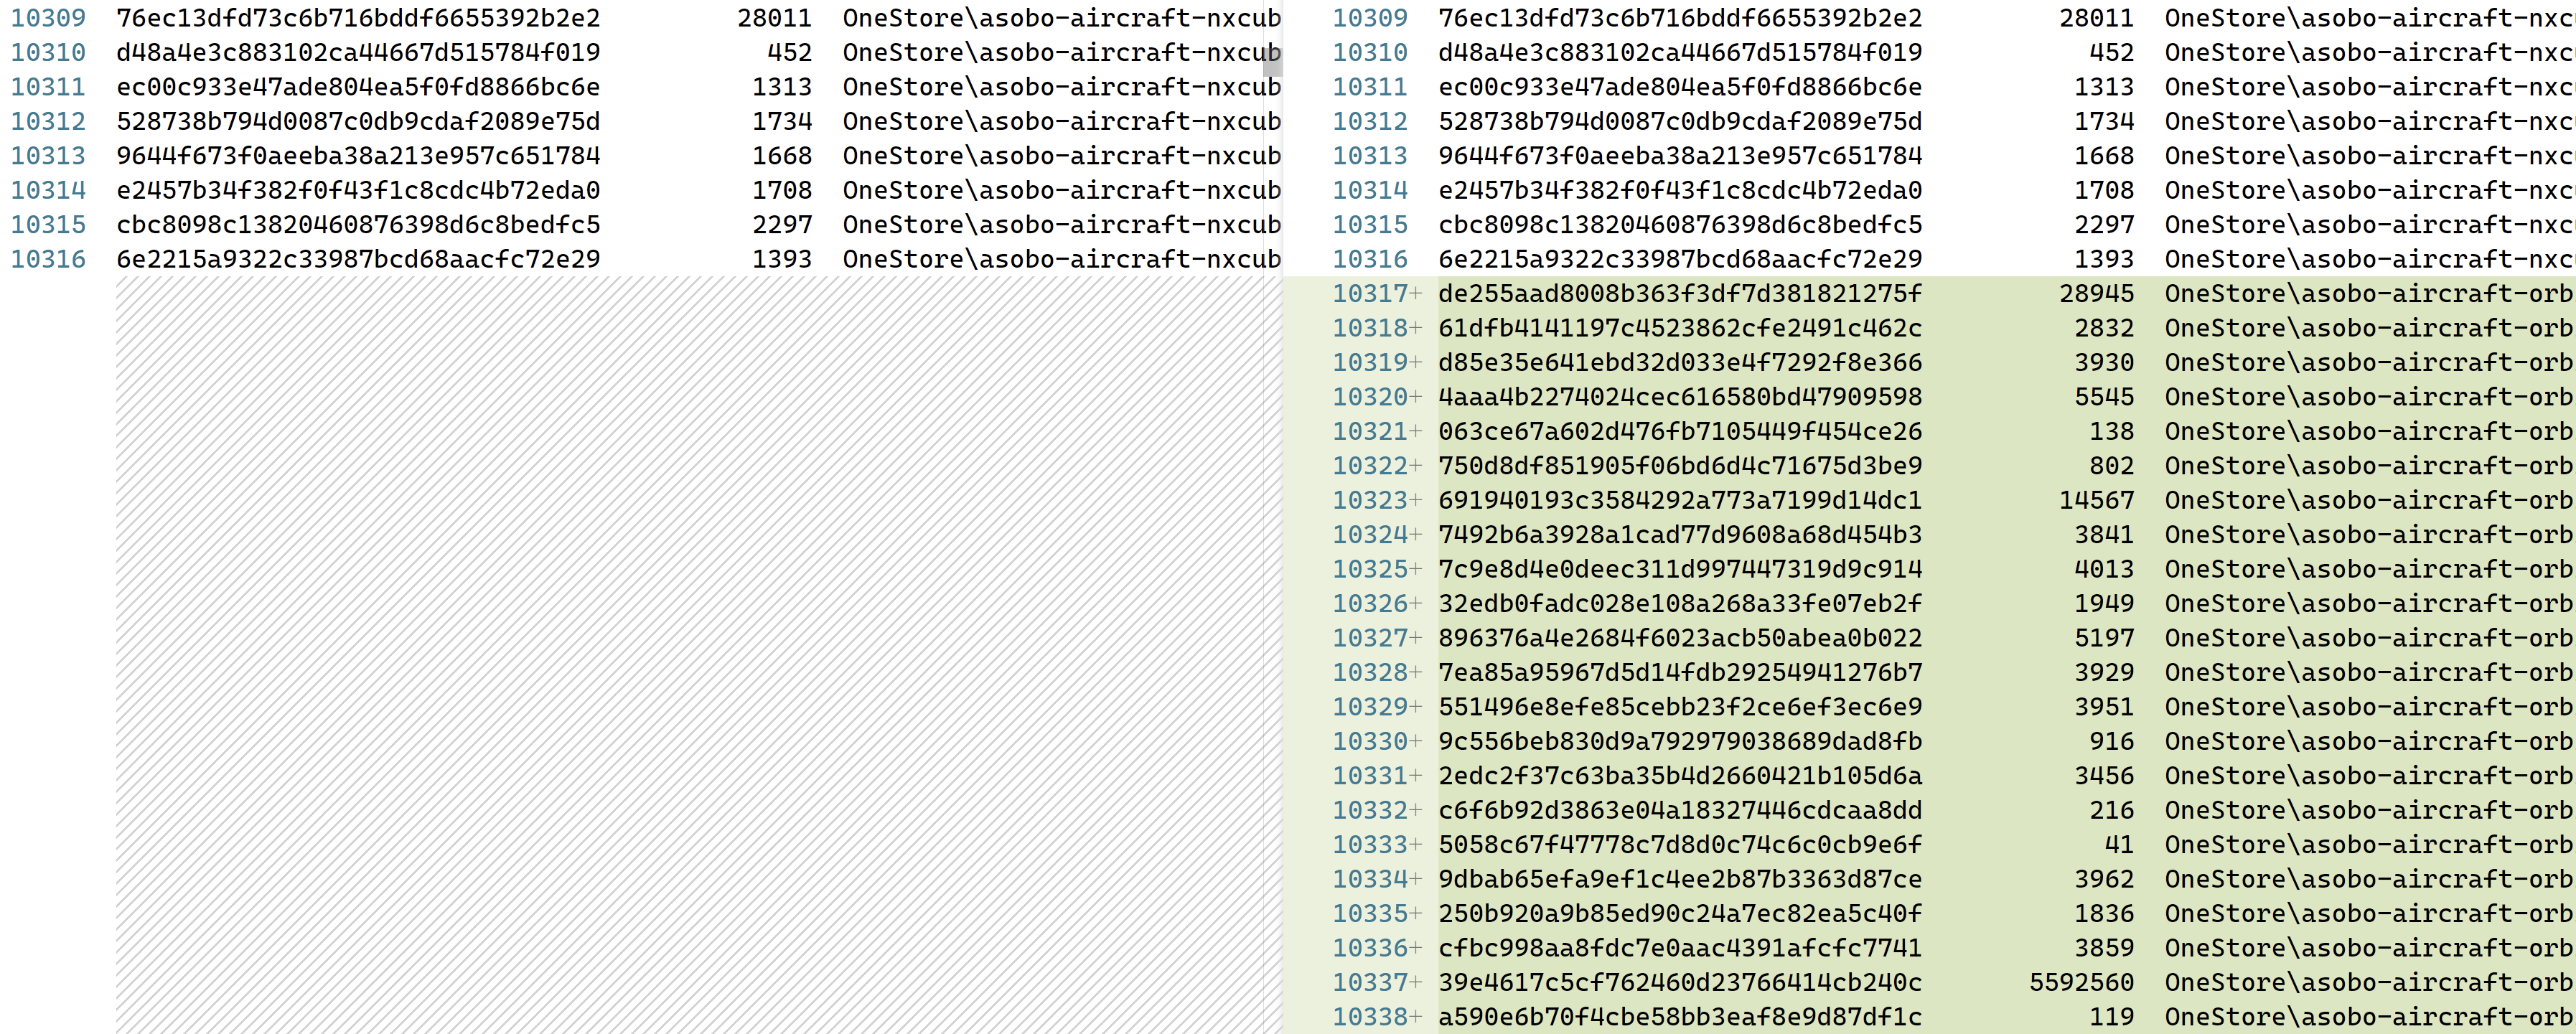 10309 76ec13dfd73c6b716bddf6655392b2e2 28011 OneStore\asobo-aircraft-nxcub
10310 d48a4e3c883102ca44667d515784f019 452 OneStore\asobo-aircraft-nxcub
10311 ec00c933e47ade804ea5f0fd8866bc6e 1313 OneStore\asobo-aircraft-nxcub
10312 528738b794d0087c0db9cdaf2089e75d 1734 OneStore\asobo-aircraft-nxcub
10313 9644f673f0aeeba38a213e957c651784 1668 OneStore\asobo-aircraft-nxcub
10314 e2457b34f382f0f43f1c8cdc4b72eda0 1708 OneStore\asobo-aircraft-nxcub
10315 cbc8098c13820460876398d6c8bedfc5 2297 OneStore\asobo-aircraft-nxcub
10316 6e2215a9322c33987bcd68aacfc72e29 1393 OneStore\asobo-aircraft-nxcub
10309 76ec13dfd73c6b716bddf6655392b2e2 28011 OneStore\asobo-aircraft-nxc
10310 d48a4e3c883102ca44667d515784f019 452 OneStore\asobo-aircraft-nxc
10311 ec00c933e47ade804ea5f0fd8866bc6e 1313 OneStore\asobo-aircraft-nxc
10312 528738b794d0087c0db9cdaf2089e75d 1734 OneStore\asobo-aircraft-nxc
10313 9644f673f0aeeba38a213e957c651784 1668 OneStore\asobo-aircraft-nxc
10314 e2457b34f382f0f43f1c8cdc4b72eda0 1708 OneStore\asobo-aircraft-nxc
10315 cbc8098c13820460876398d6c8bedfc5 2297 OneStore\asobo-aircraft-nxc
10316 6e2215a9322c33987bcd68aacfc72e29 1393 OneStore\asobo-aircraft-nxc
10317+ de255aad8008b363f3df7d381821275f 28945 OneStore\asobo-aircraft-orb
10318+ 61dfb4141197c4523862cfe2491c462c 2832 OneStore\asobo-aircraft-orb
10319+ d85e35e641ebd32d033e4f7292f8e366 3930 OneStore\asobo-aircraft-orb
10320+ 4aaa4b2274024cec616580bd47909598 5545 OneStore\asobo-aircraft-orb
10321+ 063ce67a602d476fb7105449f454ce26 138 OneStore\asobo-aircraft-orb
10322+ 750d8df851905f06bd6d4c71675d3be9 802 OneStore\asobo-aircraft-orb
10323+ 691940193c3584292a773a7199d14dc1 14567 OneStore\asobo-aircraft-orb
10324+ 7492b6a3928a1cad77d9608a68d454b3 3841 OneStore\asobo-aircraft-orb
10325+ 7c9e8d4e0deec311d997447319d9c914 4013 OneStore\asobo-aircraft-orb
10326+ 32edb0fadc028e108a268a33fe07eb2f 1949 OneStore\asobo-aircraft-orb
10327+ 896376a4e2684f6023acb50abea0b022 5197 OneStore\asobo-aircraft-orb
10328+ 7ea85a95967d5d14fdb29254941276b7 3929 OneStore\asobo-aircraft-orb
10329+ 551496e8efe85cebb23f2ce6ef3ec6e9 3951 OneStore\asobo-aircraft-orb
10330+ 9c556beb830d9a792979038689dad8fb 916 OneStore\asobo-aircraft-orb
10331+ 2edc2f37c63ba35b4d2660421b105d6a 3456 OneStore\asobo-aircraft-orb
10332+ c6f6b92d3863e04a18327446cdcaa8dd 216 OneStore\asobo-aircraft-orb
10333+ 5058c67f47778c7d8d0c74c6c0cb9e6f 41 OneStore\asobo-aircraft-orb
10334+ 9dbab65efa9ef1c4ee2b87b3363d87ce 3962 OneStore\asobo-aircraft-orb
10335+ 250b920a9b85ed90c24a7ec82ea5c40f 1836 OneStore\asobo-aircraft-orb
10336+ cfbc998aa8fdc7e0aac4391afcfc7741 3859 OneStore\asobo-aircraft-orb
10337+ 39e4617c5cf762460d23766414cb240c 5592560 OneStore\asobo-aircraft-orb
10338+ a590e6b70f4cbe58bb3eaf8e9d87df1c 119 OneStore\asobo-aircraft-orb